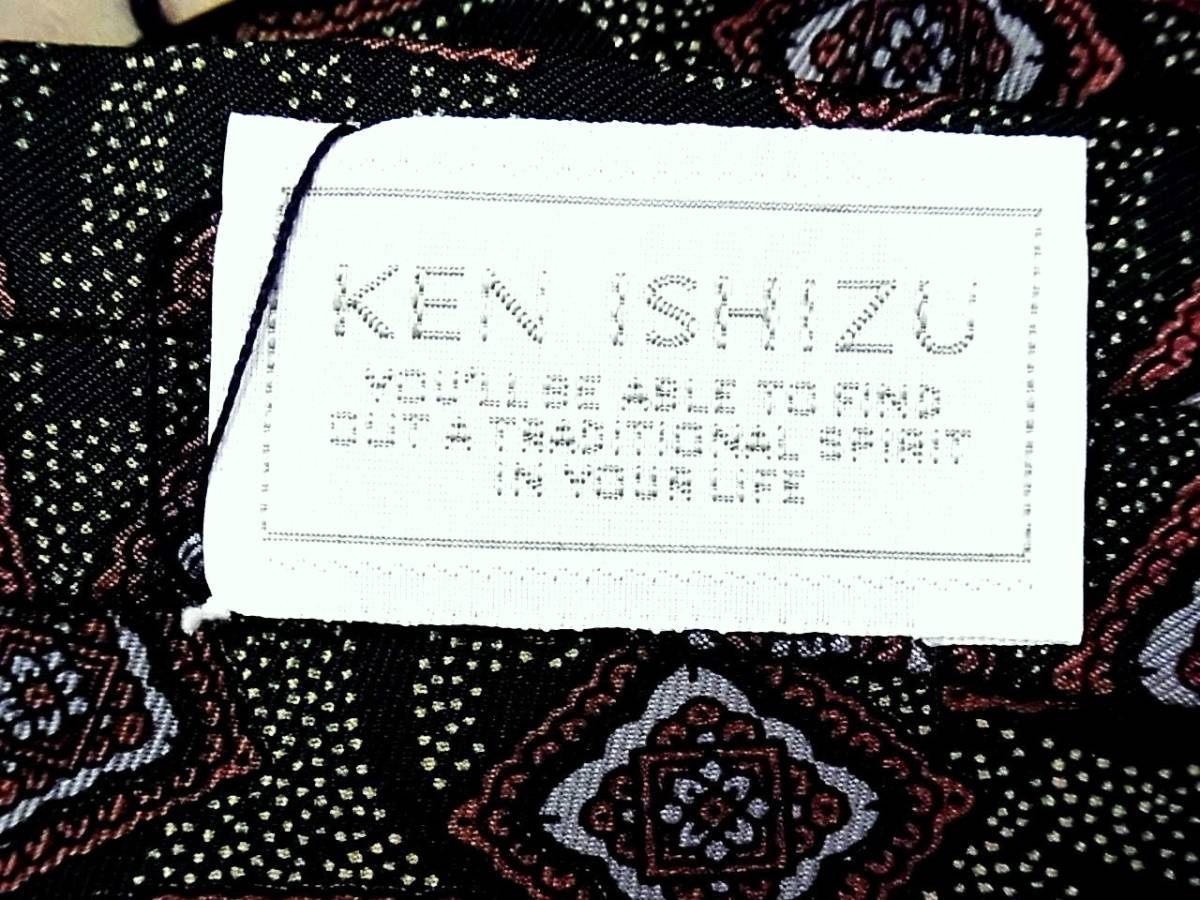 KEN ISHIZU
YOU'LL BE ABLE TO FIND
OUT A TRADITIONAL SPIRIT
IN YOUR LIFE